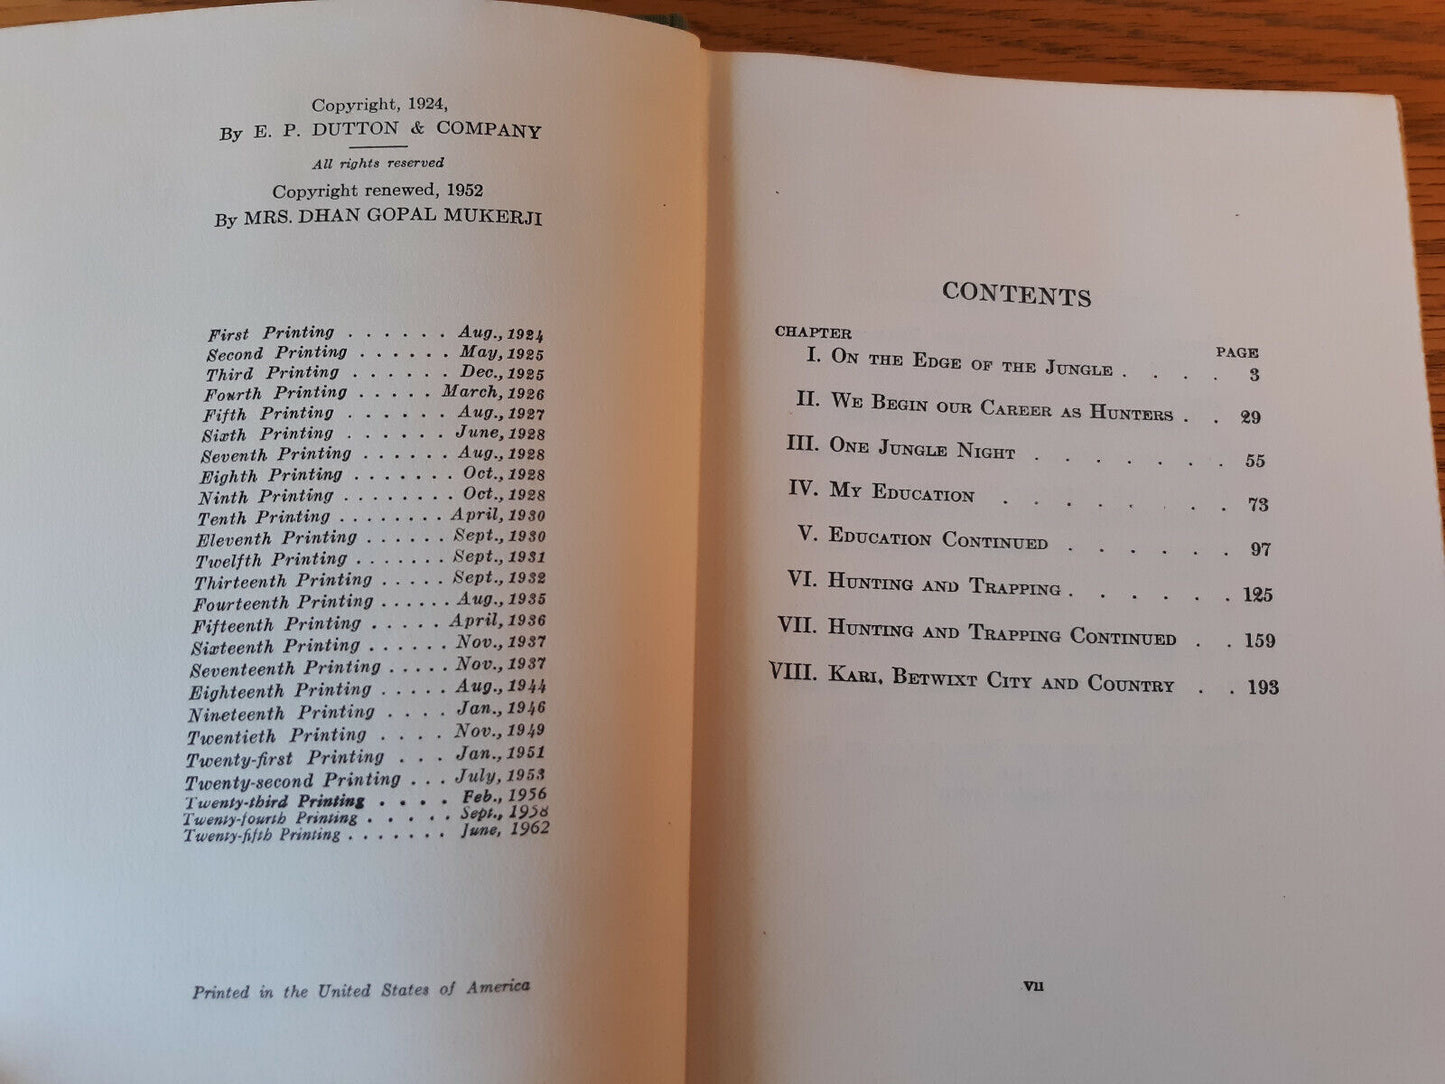 Copyright, 1924,
By E. P. DUTTON & COMPANY
All rights reserved
Copyright renewed, 1952
By MRS. DHAN GOPAL MUKERJI
First Printing . . . . . . Aug., 1924
Second Printing . . . . . . May, 1925
Third Printing . . . . . . Dec., 1925
Fourth Printing . . . . . March, 1926
Fifth Printing . . . . . . Aug., 1927
Sixth Printing . . . . . . June, 1928
Seventh Printing . . . . . . Aug., 1928
Eighth Printing . . . . . . . Oct., 1928
Ninth Printing . . . . . . . . Oct., 1928
Tenth Printing . . . . . . . . April, 1930
Eleventh Printing . . . . . . Sept., 1930
Twelfth Printing . . . . . . . Sept., 1931
Thirteenth Printing . . . . . Sept., 1932
Fourteenth Printing . . . . . . Aug., 1935
Fifteenth Printing . . . . . April, 1936
Sixteenth Printing . . . . . . Nov., 1937
Seventeenth Printing . . . . . Nov., 1937
Eighteenth Printing . . . . . Aug., 1944
Nineteenth Printing . . . . Jan., 1946
Twentieth Printing . . . . Nov., 1949
Twenty-first Printing . . . Jan., 1951
Twenty-second Printing . . . July, 1953
Twenty-third Printing . . . . Feb., 1956
Twenty-fourth Printing . . . . . Sept., 1958
Twenty-fifth Printing . . . . . . . June, 1962
Printed in the United States of America
CONTENTS
CHAPTER PAGE
I. On the Edge of the Jungle . . . . 3
II. We Begin our Career as Hunters . . 29
III. One Jungle Night . . . . . . . 55
IV. My Education . . . . . . . . 73
V. Education Continued . . . . . . 97
VI. Hunting and Trapping . . . . . . 125
VII. Hunting and Trapping Continued . . 159
VIII. Kari, Betwixt City and Country . . 193
vii